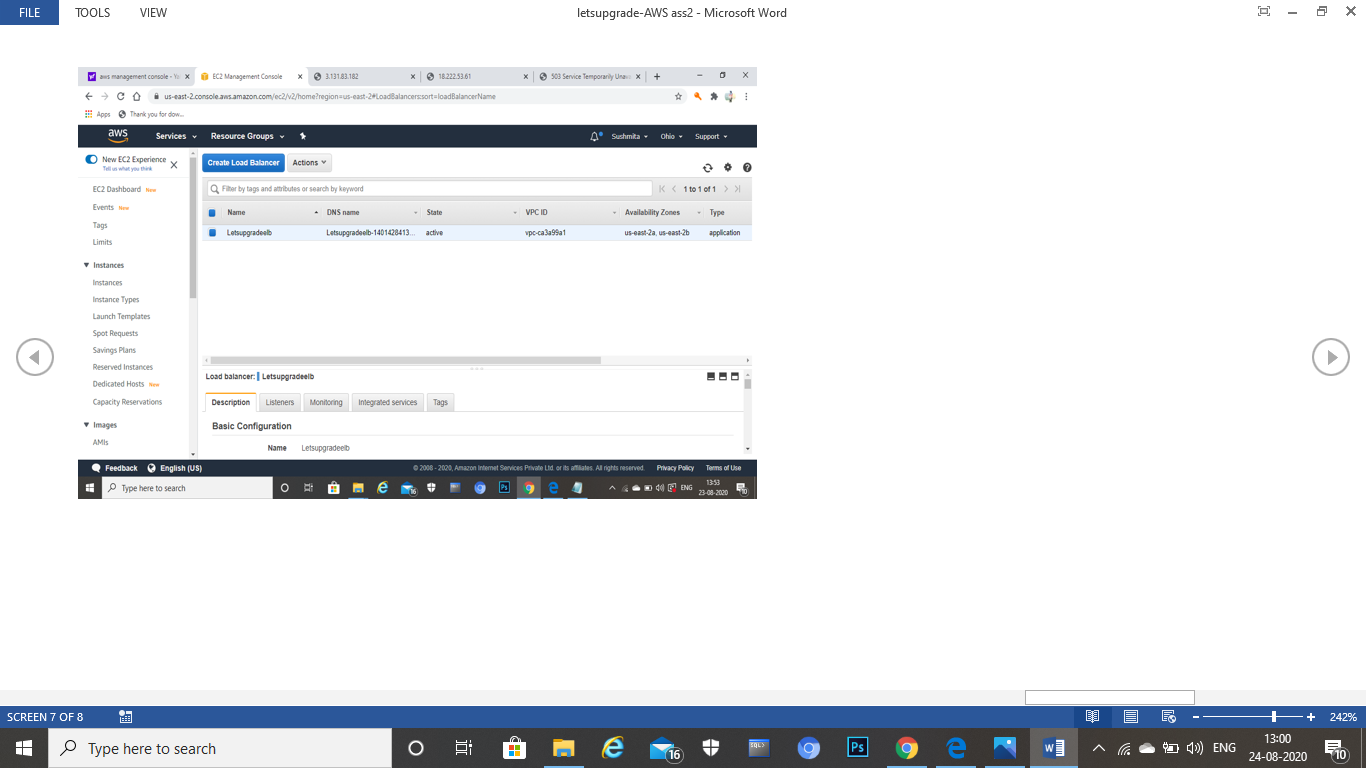 FILE TOOLS VIEW letsupgrade-AWS ass2 - Microsoft Word
aws management console - Ya EC2 Management Console 3.131.83.182 18.222.53.61 503 Service Temporarily Unava
us-east-2.console.aws.amazon.com/ec2/v2/home?region=us-east-2#LoadBalancers:sort=loadBalancerName
Apps Thank you for dow...
aws Services Resource Groups Sushmita Ohio Support
New EC2 Experience
Tell us what you think
Create Load Balancer Actions
Filter by tags and attributes or search by keyword 1 to 1 of 1
Name DNS name State VPC ID Availability Zones Type
Letsupgradeelb Letsupgradeelb-1401428413... active vpc-ca3a99a1 us-east-2a, us-east-2b application
EC2 Dashboard New
Events New
Tags
Limits
Instances
Instances
Instance Types
Launch Templates
Spot Requests
Savings Plans
Reserved Instances
Dedicated Hosts New
Capacity Reservations
Images
AMIs
Load balancer: Letsupgradeelb
Description Listeners Monitoring Integrated services Tags
Basic Configuration
Name Letsupgradeelb
Feedback English (US) © 2008 - 2020, Amazon Internet Services Private Ltd. or its affiliates. All rights reserved. Privacy Policy Terms of Use
Type here to search 16 Ps ENG 13:53
23-08-2020 10
SCREEN 7 OF 8 242%
Type here to search 16 SQL> Ps W ENG 13:00
24-08-2020 10